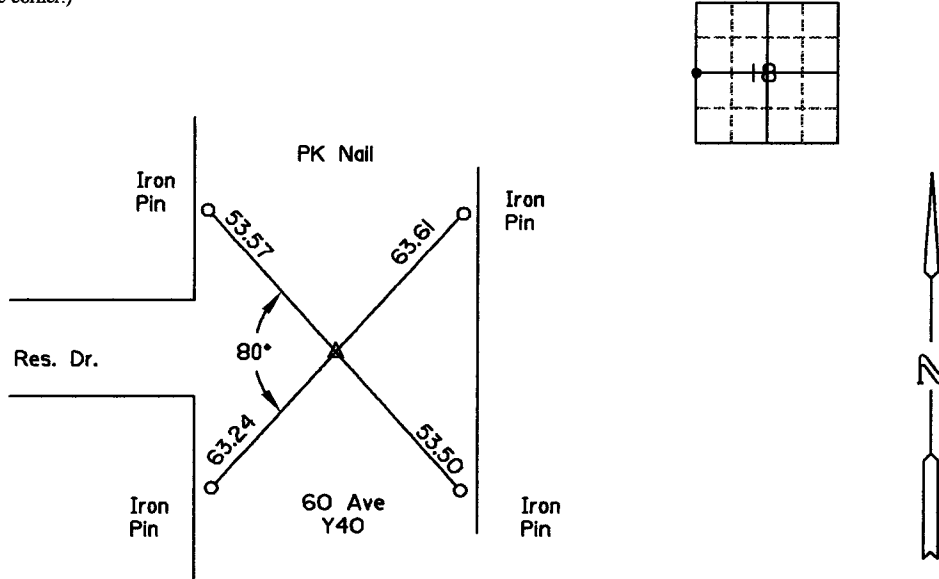 corner.)
18
PK Nail
Iron
Pin
Iron
Pin
53.57
63.61
80°
Res. Dr.
N
63.24
53.50
60 Ave
Y40
Iron
Pin
Iron
Pin